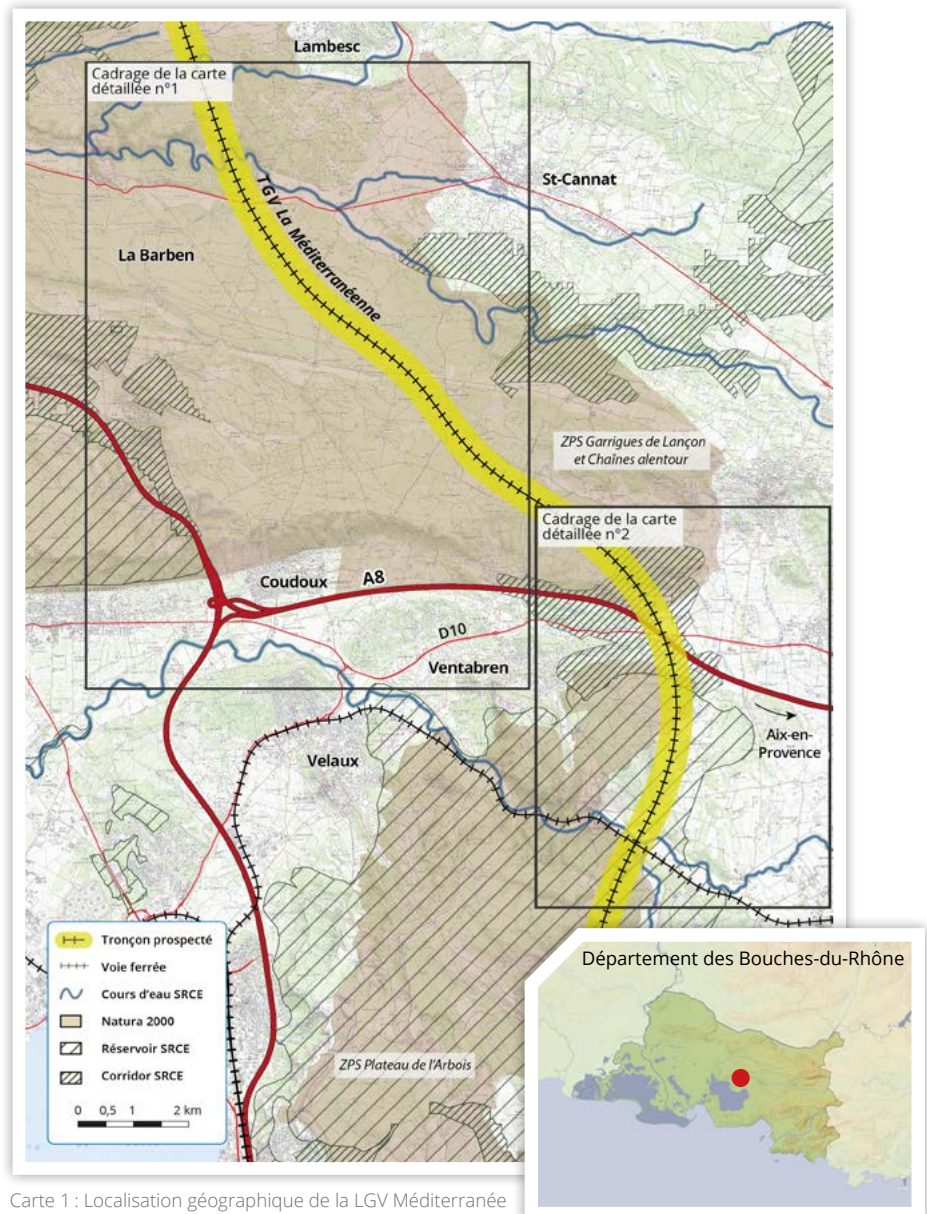 Lambesc
Cadrage de la carte
détaillée n°1
St-Cannat
TGV La Méditerranéenne
La Barben
ZPS Garrigues de Lançon
et Chaînes alentour
Cadrage de la carte
détaillée n°2
Coudoux
A8
D10
Ventabren
Aix-en-
Provence
Velaux
Tronçon prospecté
Voie ferrée
Cours d'eau SRCE
Natura 2000
Réservoir SRCE
Corridor SRCE
0 0,5 1 2 km
ZPS Plateau de l'Arbois
Département des Bouches-du-Rhône
Carte 1 : Localisation géographique de la LGV Méditerranée